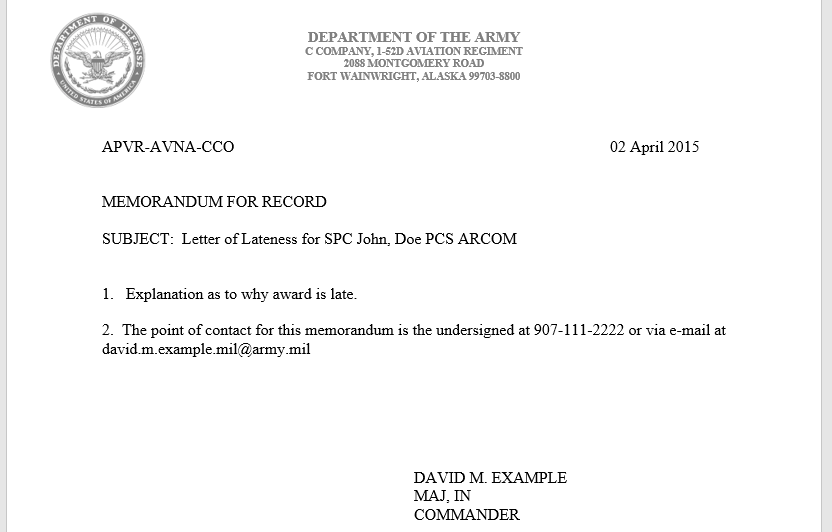 DEPARTMENT OF DEFENSE
UNITED STATES OF AMERICA
DEPARTMENT OF THE ARMY
C COMPANY, 1-52D AVIATION REGIMENT
2088 MONTGOMERY ROAD
FORT WAINWRIGHT, ALASKA 99703-8800
APVR-AVNA-CCO 02 April 2015
MEMORANDUM FOR RECORD
SUBJECT: Letter of Lateness for SPC John, Doe PCS ARCOM
1. Explanation as to why award is late.
2. The point of contact for this memorandum is the undersigned at 907-111-2222 or via e-mail at
david.m.example.mil@army.mil
DAVID M. EXAMPLE
MAJ, IN
COMMANDER